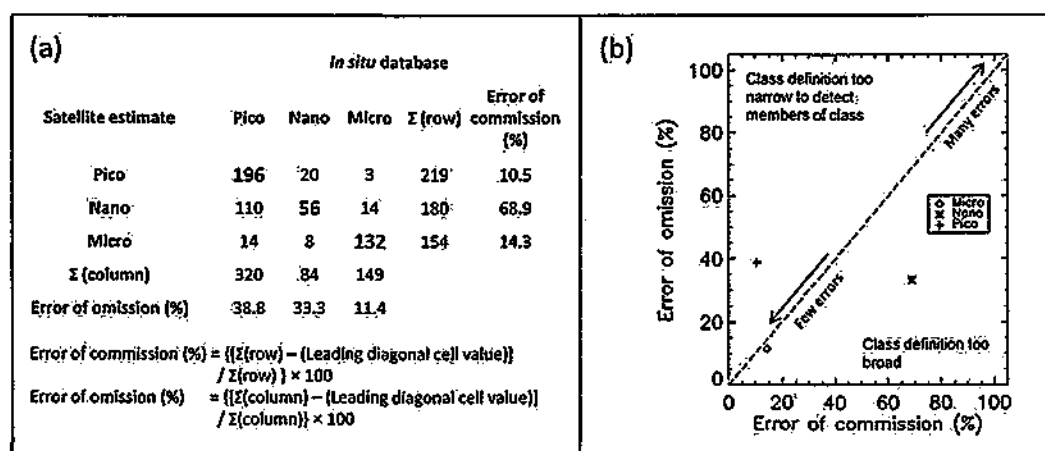 (a)
In situ database
Satellite estimate Pico Nano Micro Σ (row) Error of commission (%)
Pico 196 20 3 219 10.5
Nano 110 56 14 180 68.9
Micro 14 8 132 154 14.3
Σ (column) 320 84 149
Error of omission (%) 38.8 33.3 11.4
Error of commission (%) = {[Σ(row) – (Leading diagonal cell value)]
/ Σ(row) } × 100
Error of omission (%) = {[Σ(column) – (Leading diagonal cell value)]
/ Σ(column)} × 100
(b)
100
80
60
40
20
0
Error of omission (%)
Class definition too
narrow to detect
members of class
Many errors
Micro
Nano
Pico
Few errors
Class definition too
broad
0 20 40 60 80 100
Error of commission (%)